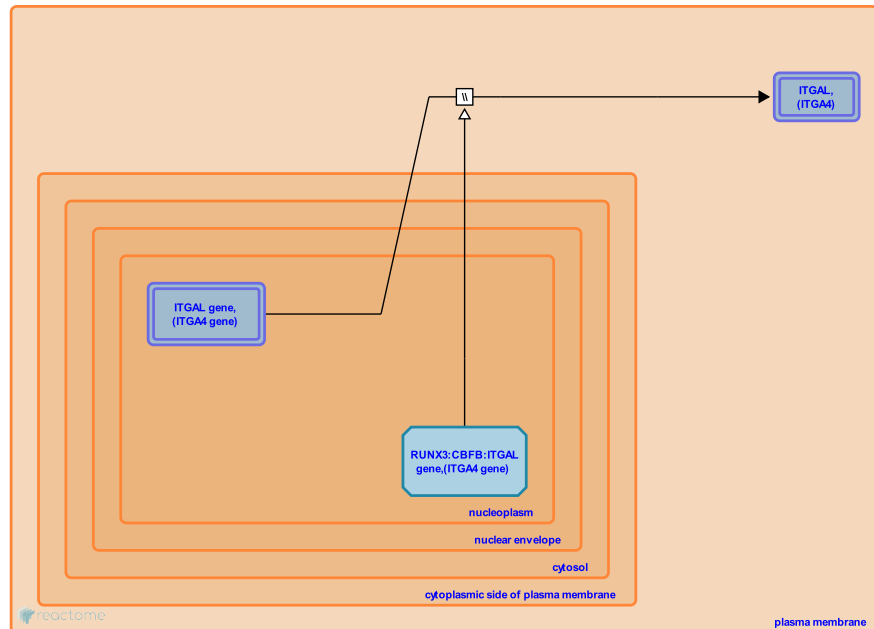 \\
ITGAL,
(ITGA4)
ITGAL gene,
(ITGA4 gene)
RUNX3:CBFB:ITGAL
gene,(ITGA4 gene)
nucleoplasm
nuclear envelope
cytosol
cytoplasmic side of plasma membrane
reactome
plasma membrane